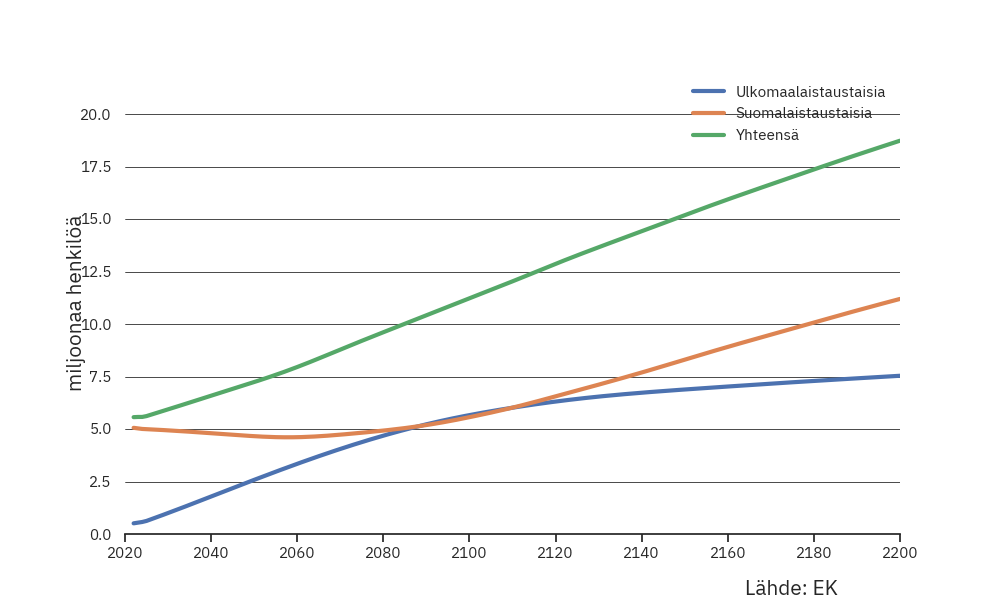 Ulkomaalaistaustaisia
Suomalaistaustaisia
Yhteensä
miljoonaa henkilöä
20.0
17.5
15.0
12.5
10.0
7.5
5.0
2.5
0.0
2020 2040 2060 2080 2100 2120 2140 2160 2180 2200
Lähde: EK